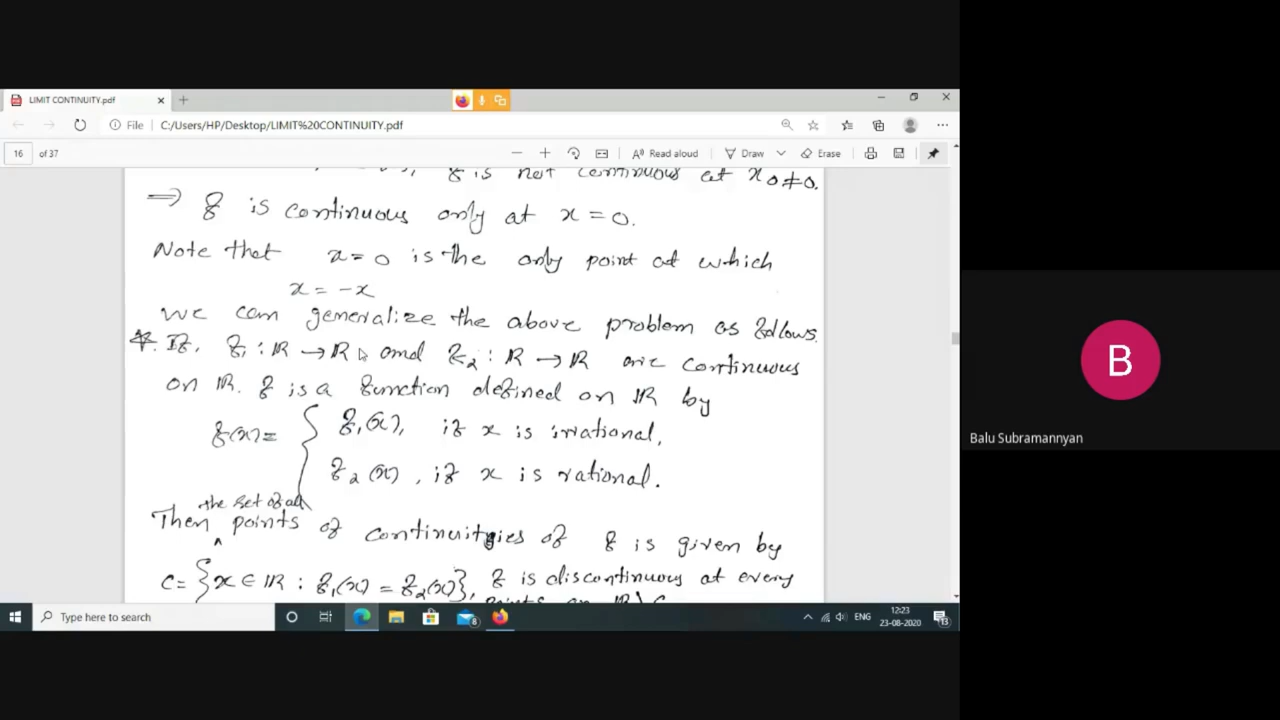 LIMIT CONTINUITY.pdf
File C:/Users/HP/Desktop/LIMIT%20CONTINUITY.pdf
16 of 37 Read aloud Draw Erase
f is not continuous at x₀≠0.
⟹ f is continuous only at x = 0.
Note that x=0 is the only point at which
x = -x
We can generalize the above problem as follows.
If. f₁ : ℝ → ℝ and f₂ : ℝ → ℝ are continuous
on ℝ. f is a function defined on ℝ by
f(x) = { f₁(x), if x is irrational,
f₂(x), if x is rational.
the set of all
Then ^ points of continuities of f is given by
C = {x ∈ ℝ : f₁(x) = f₂(x)}, f is discontinuous at every
points on ℝ\C
B
Balu Subramannyan
Type here to search
8
ENG
12:23
23-08-2020
13